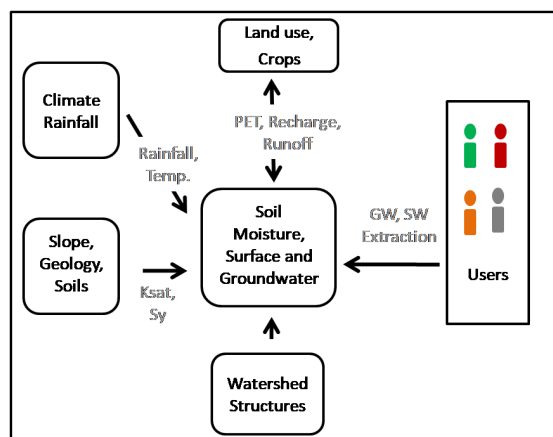 Land use,
Crops
Climate
Rainfall
PET, Recharge,
Runoff
Rainfall,
Temp.
Soil
Moisture,
Surface and
Groundwater
GW, SW
Extraction
Slope,
Geology,
Soils
Users
Ksat,
Sy
Watershed
Structures